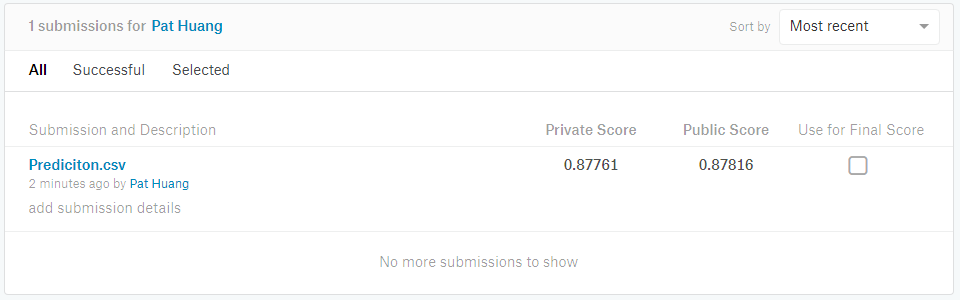 1 submissions for Pat Huang
Sort by Most recent
All Successful Selected
Submission and Description Private Score Public Score Use for Final Score
Prediciton.csv 0.87761 0.87816
2 minutes ago by Pat Huang
add submission details
No more submissions to show